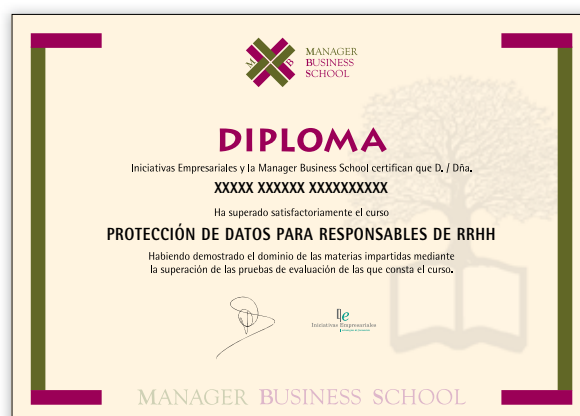 M B
MANAGER
BUSINESS
SCHOOL
DIPLOMA
Iniciativas Empresariales y la Manager Business School certifican que D. / Dña.
XXXXX XXXXXX XXXXXXXXXX
Ha superado satisfactoriamente el curso
PROTECCIÓN DE DATOS PARA RESPONSABLES DE RRHH
Habiendo demostrado el dominio de las materias impartidas mediante
la superación de las pruebas de evaluación de las que consta el curso.
Iniciativas Empresariales
MANAGER BUSINESS SCHOOL